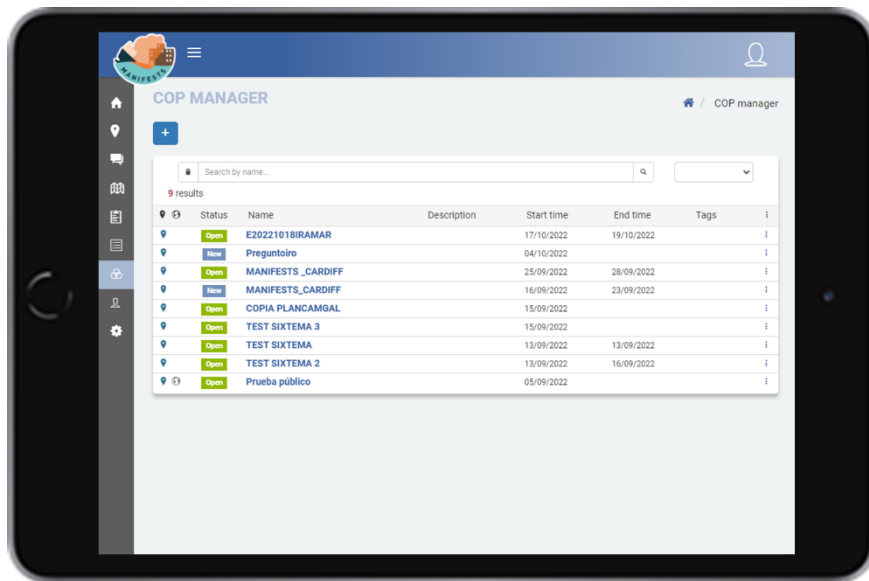 MANIFESTS
COP MANAGER
/ COP manager
+
Search by name...
9 results
Status Name Description Start time End time Tags
Open E20221018IRAMAR 17/10/2022 19/10/2022
New Preguntoiro 04/10/2022
Open MANIFESTS _CARDIFF 25/09/2022 28/09/2022
New MANIFESTS_CARDIFF 16/09/2022 23/09/2022
Open COPIA PLANCAMGAL 15/09/2022
Open TEST SIXTEMA 3 15/09/2022
Open TEST SIXTEMA 13/09/2022 13/09/2022
Open TEST SIXTEMA 2 13/09/2022 16/09/2022
Open Prueba público 05/09/2022